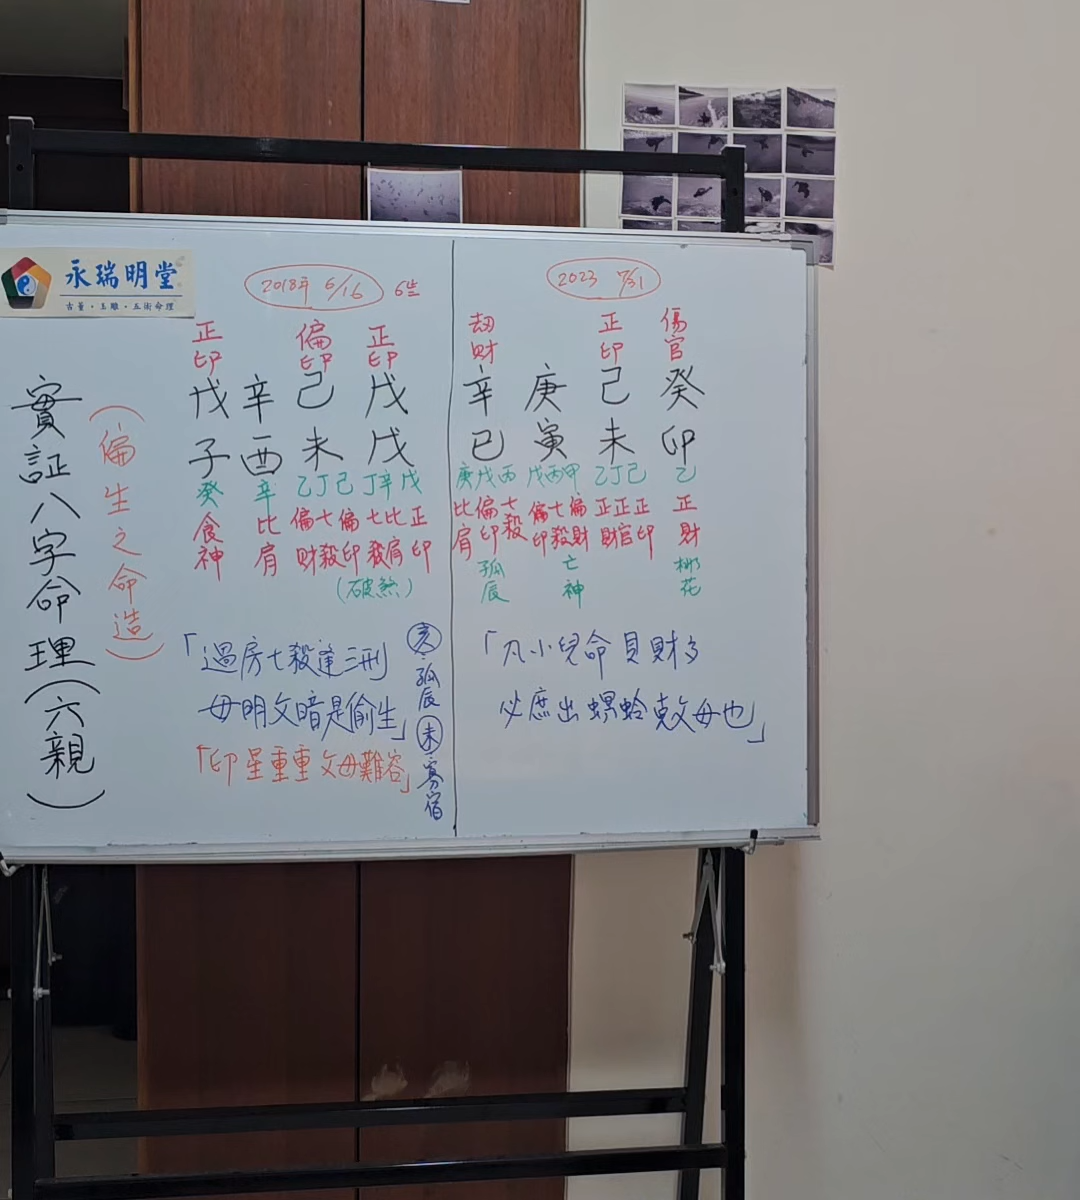 永瑞明堂
古董・玉雕・五術命理
實証八字命理(六親)
(偏生之命造)
2018年 6/16 6生
正印 偏印 正印
戊 辛 己 戊
子 酉 未 戌
癸 辛 乙丁己 丁辛戊
食神 比肩 偏財 七殺 偏印 七殺 比肩 正印
(破煞)
「過房七殺逢三刑
母明父暗是偷生」
「印星重重父母難容」
亥:孤辰
未:寡宿
2023 7/31
劫財 正印 傷官
辛 庚 己 癸
巳 寅 未 卯
庚戊丙 戊丙甲 乙丁己 乙
比肩 偏印 七殺 偏印 七殺 偏財 正財 正官 正印 正財
孤辰 亡神 桃花
「凡小兒命見財多
必庶出螟蛉克父母也」